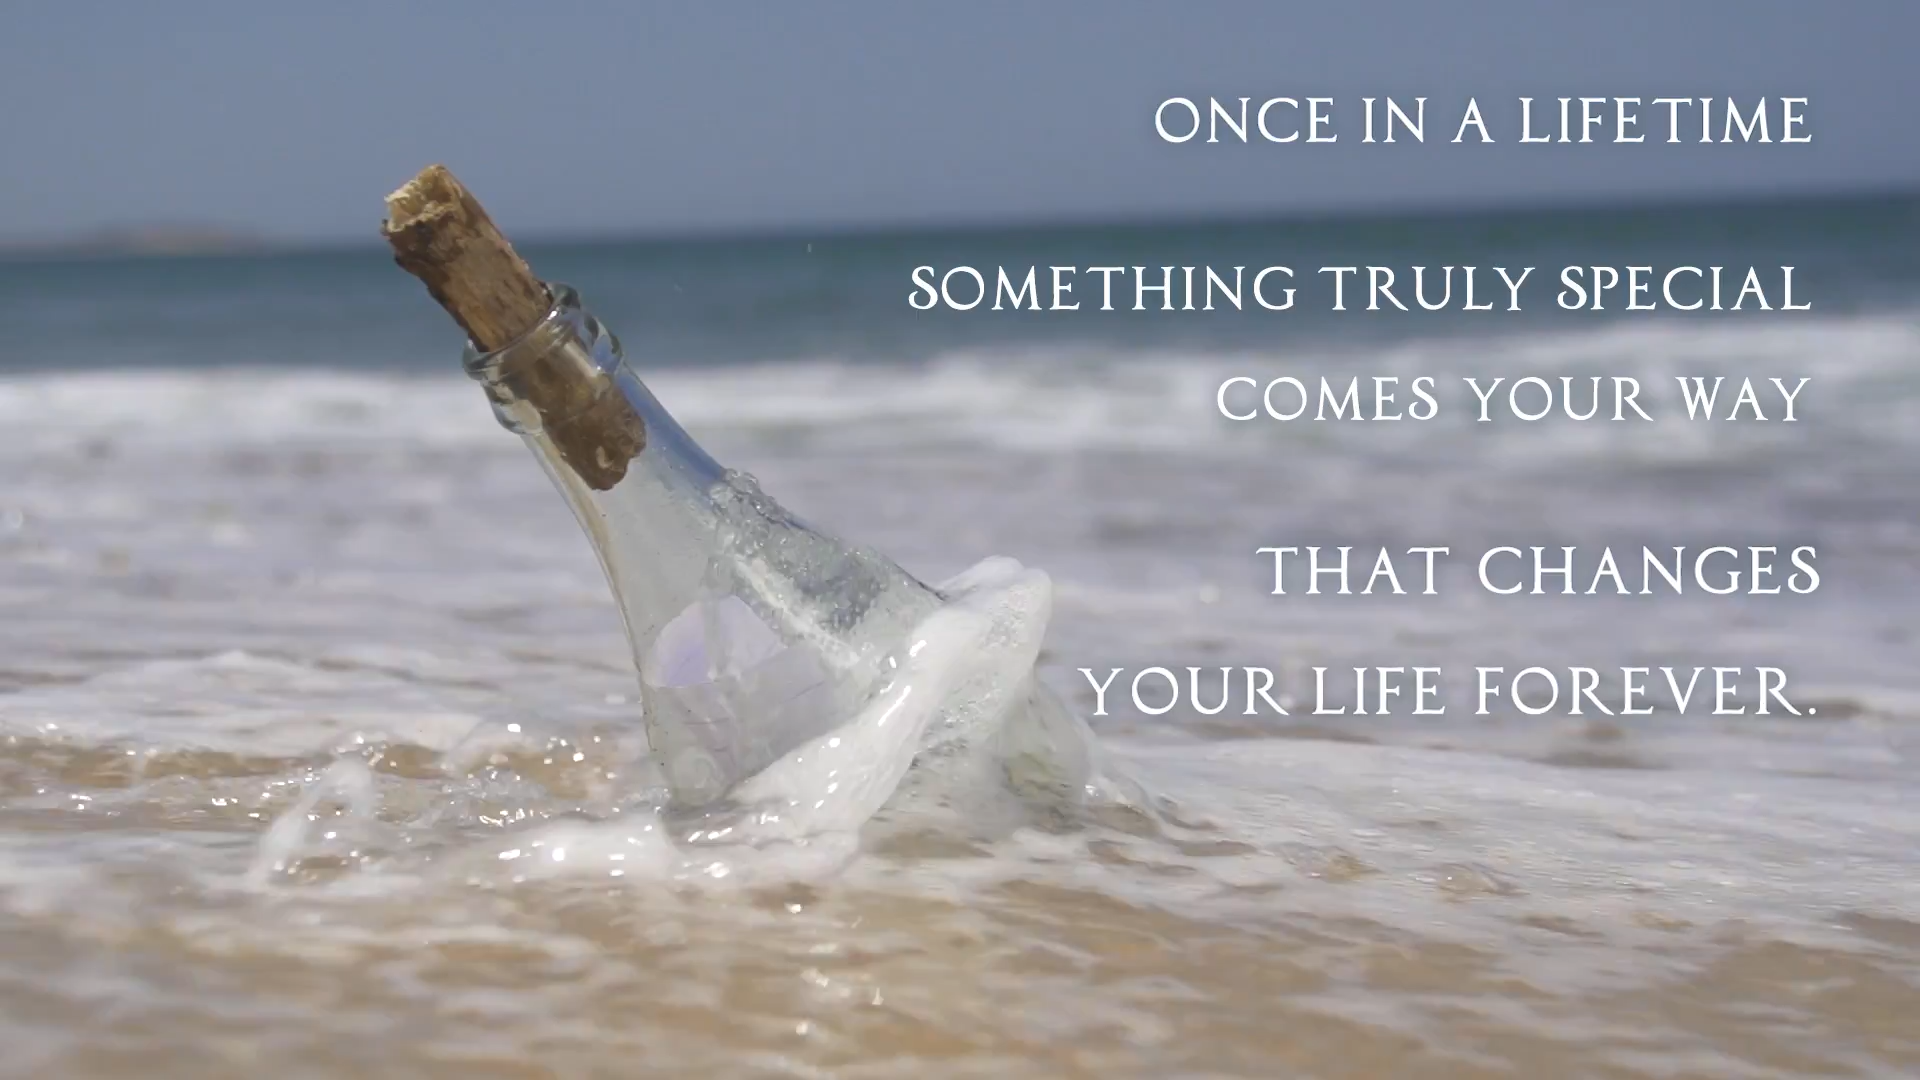 ONCE IN A LIFETIME
SOMETHING TRULY SPECIAL
COMES YOUR WAY
THAT CHANGES
YOUR LIFE FOREVER.